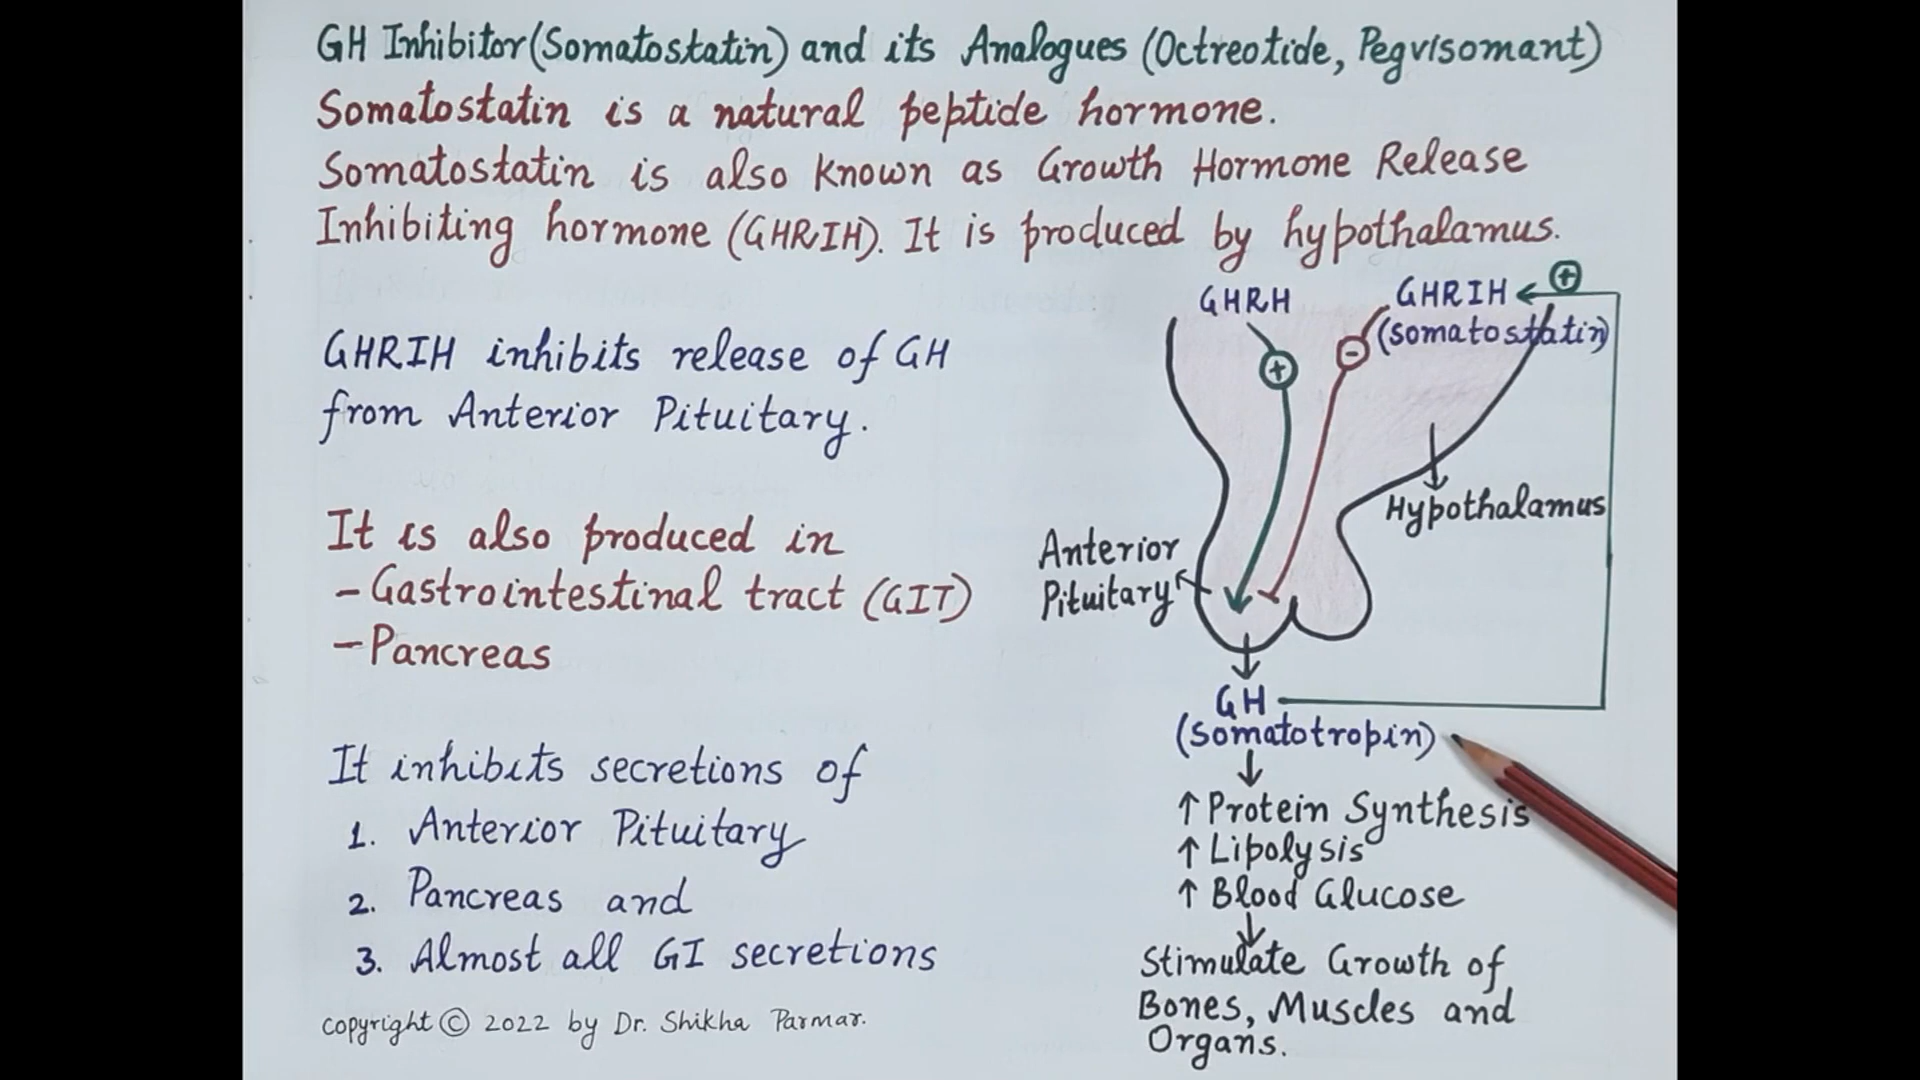 GH Inhibitor(Somatostatin) and its Analogues (Octreotide, Pegvisomant)
Somatostatin is a natural peptide hormone.
Somatostatin is also known as Growth Hormone Release
Inhibiting hormone (GHRIH). It is produced by hypothalamus.
GHRIH inhibits release of GH
from Anterior Pituitary.
It is also produced in
- Gastrointestinal tract (GIT)
- Pancreas
It inhibits secretions of
1. Anterior Pituitary
2. Pancreas and
3. Almost all GI secretions
copyright © 2022 by Dr. Shikha Parmar.
GHRH
GHRIH ← +
(somatostatin)
+
-
Hypothalamus
Anterior
Pituitary
GH
(Somatotropin)
↑ Protein Synthesis
↑ Lipolysis
↑ Blood Glucose
Stimulate Growth of
Bones, Muscles and
Organs.